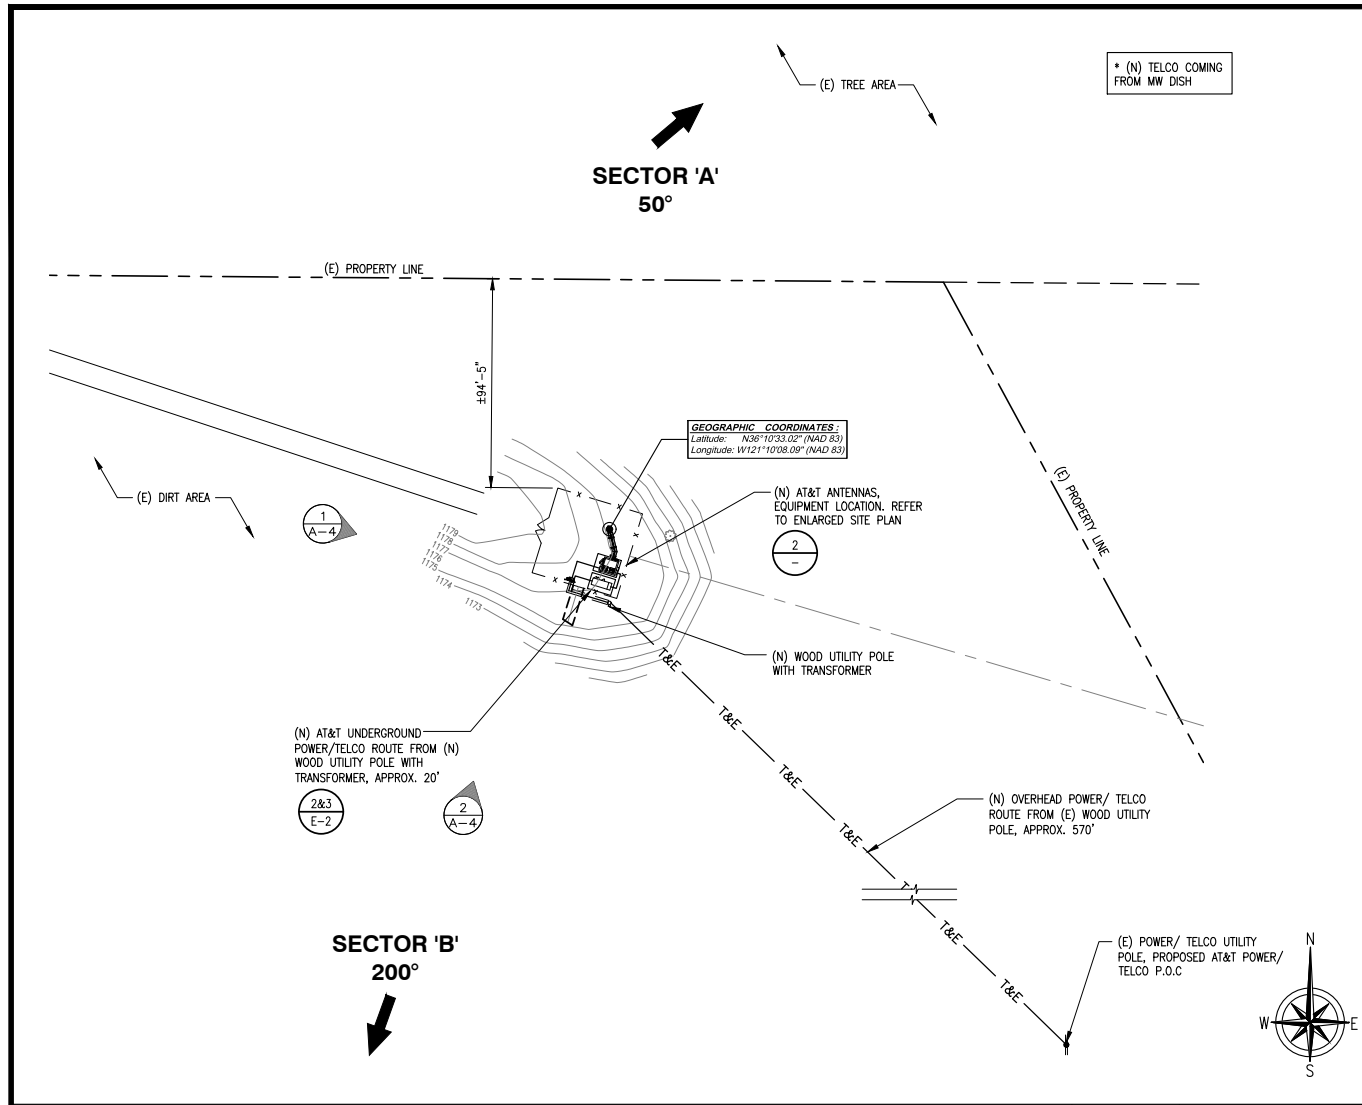 * (N) TELCO COMING
FROM MW DISH
(E) TREE AREA
SECTOR 'A'
50°
(E) PROPERTY LINE
±94'-5"
GEOGRAPHIC COORDINATES :
Latitude: N36°10'33.02" (NAD 83)
Longitude: W121°10'08.09" (NAD 83)
(E) PROPERTY LINE
(E) DIRT AREA
1
A-4
(N) AT&T ANTENNAS,
EQUIPMENT LOCATION. REFER
TO ENLARGED SITE PLAN
2
-
1179
1178
1177
1176
1175
1174
1173
x
x
x
x
x
x
T&E
(N) WOOD UTILITY POLE
WITH TRANSFORMER
T&E
(N) AT&T UNDERGROUND
POWER/TELCO ROUTE FROM (N)
WOOD UTILITY POLE WITH
TRANSFORMER, APPROX. 20'
2&3
E-2
2
A-4
T&E
(N) OVERHEAD POWER/ TELCO
ROUTE FROM (E) WOOD UTILITY
POLE, APPROX. 570'
T&E
T&E
SECTOR 'B'
200°
(E) POWER/ TELCO UTILITY
POLE, PROPOSED AT&T POWER/
TELCO P.O.C
T&E
N
W
E
S